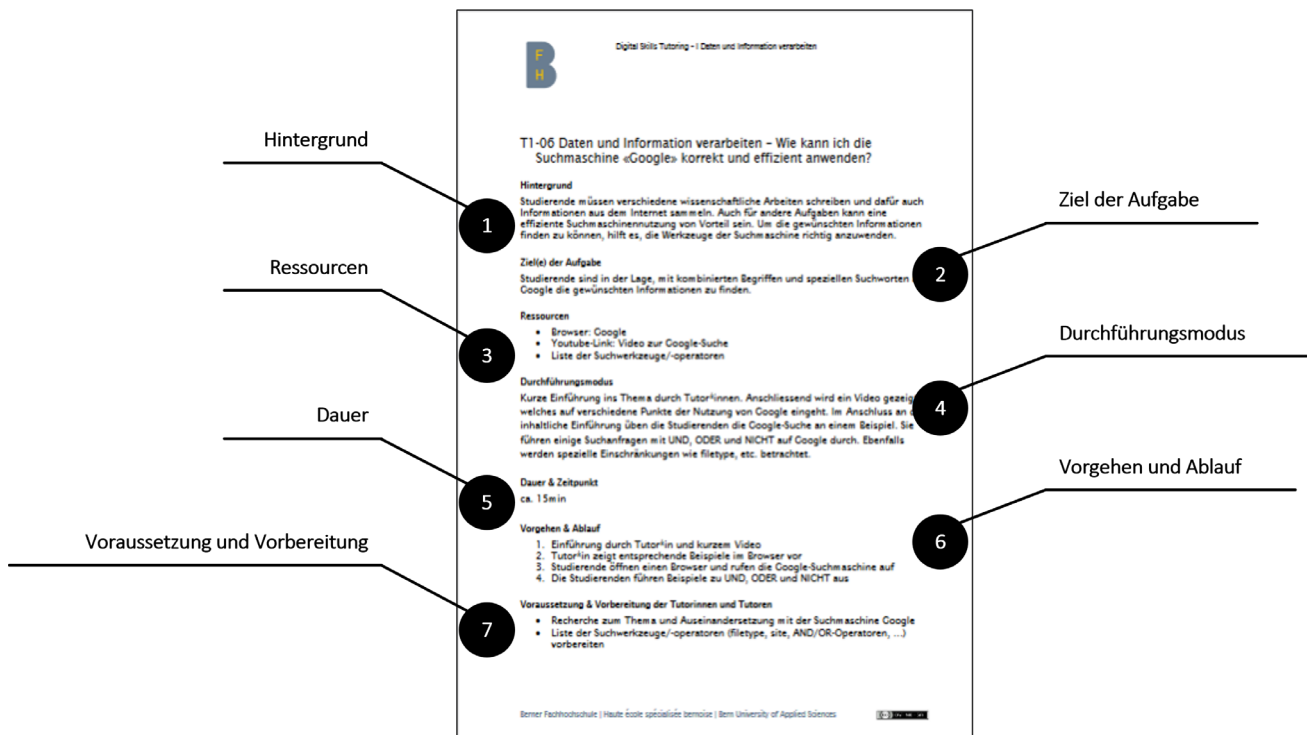 Digital Skills Tutoring – I Daten und Information verarbeiten
F
B
H
T1-06 Daten und Information verarbeiten – Wie kann ich die
Suchmaschine «Google» korrekt und effizient anwenden?
Hintergrund
1
Hintergrund
Studierende müssen verschiedene wissenschaftliche Arbeiten schreiben und dafür auch
Informationen aus dem Internet sammeln. Auch für andere Aufgaben kann eine
effiziente Suchmaschinennutzung von Vorteil sein. Um die gewünschten Informationen
finden zu können, hilft es, die Werkzeuge der Suchmaschine richtig anzuwenden.
Ziel der Aufgabe
2
Ziel(e) der Aufgabe
Studierende sind in der Lage, mit kombinierten Begriffen und speziellen Suchworten
Google die gewünschten Informationen zu finden.
Ressourcen
3
Ressourcen
• Browser: Google
• Youtube-Link: Video zur Google-Suche
• Liste der Suchwerkzeuge/-operatoren
Durchführungsmodus
4
Durchführungsmodus
Kurze Einführung ins Thema durch Tutor*innen. Anschliessend wird ein Video gezeig
welches auf verschiedene Punkte der Nutzung von Google eingeht. Im Anschluss an
inhaltliche Einführung üben die Studierenden die Google-Suche an einem Beispiel. Sie
führen einige Suchanfragen mit UND, ODER und NICHT auf Google durch. Ebenfalls
werden spezielle Einschränkungen wie filetype, etc. betrachtet.
Dauer
5
Dauer & Zeitpunkt
ca. 15min
Vorgehen und Ablauf
6
Vorgehen & Ablauf
1. Einführung durch Tutor*in und kurzem Video
2. Tutor*in zeigt entsprechende Beispiele im Browser vor
3. Studierende öffnen einen Browser und rufen die Google-Suchmaschine auf
4. Die Studierenden führen Beispiele zu UND, ODER und NICHT aus
Voraussetzung und Vorbereitung
7
Voraussetzung & Vorbereitung der Tutorinnen und Tutoren
• Recherche zum Thema und Auseinandersetzung mit der Suchmaschine Google
• Liste der Suchwerkzeuge/-operatoren (filetype, site, AND/OR-Operatoren, ...)
vorbereiten
Berner Fachhochschule | Haute école spécialisée bernoise | Bern University of Applied Sciences